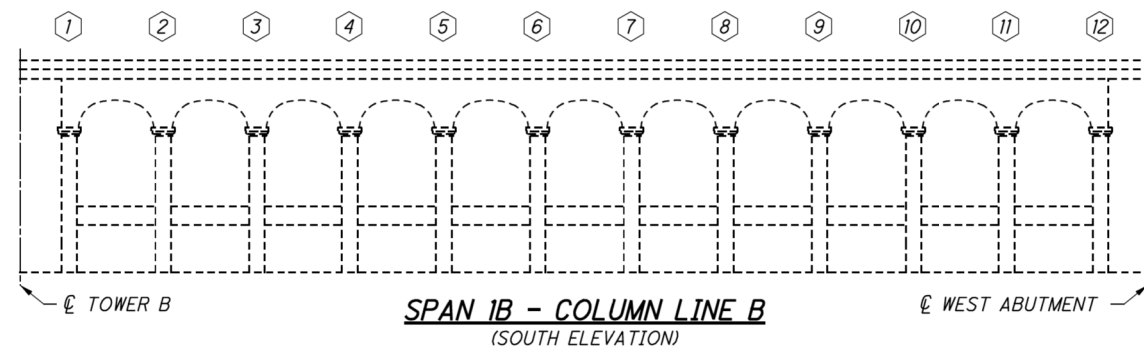 1 2 3 4 5 6 7 8 9 10 11 12
℄ TOWER B
℄ WEST ABUTMENT
SPAN 1B - COLUMN LINE B
(SOUTH ELEVATION)